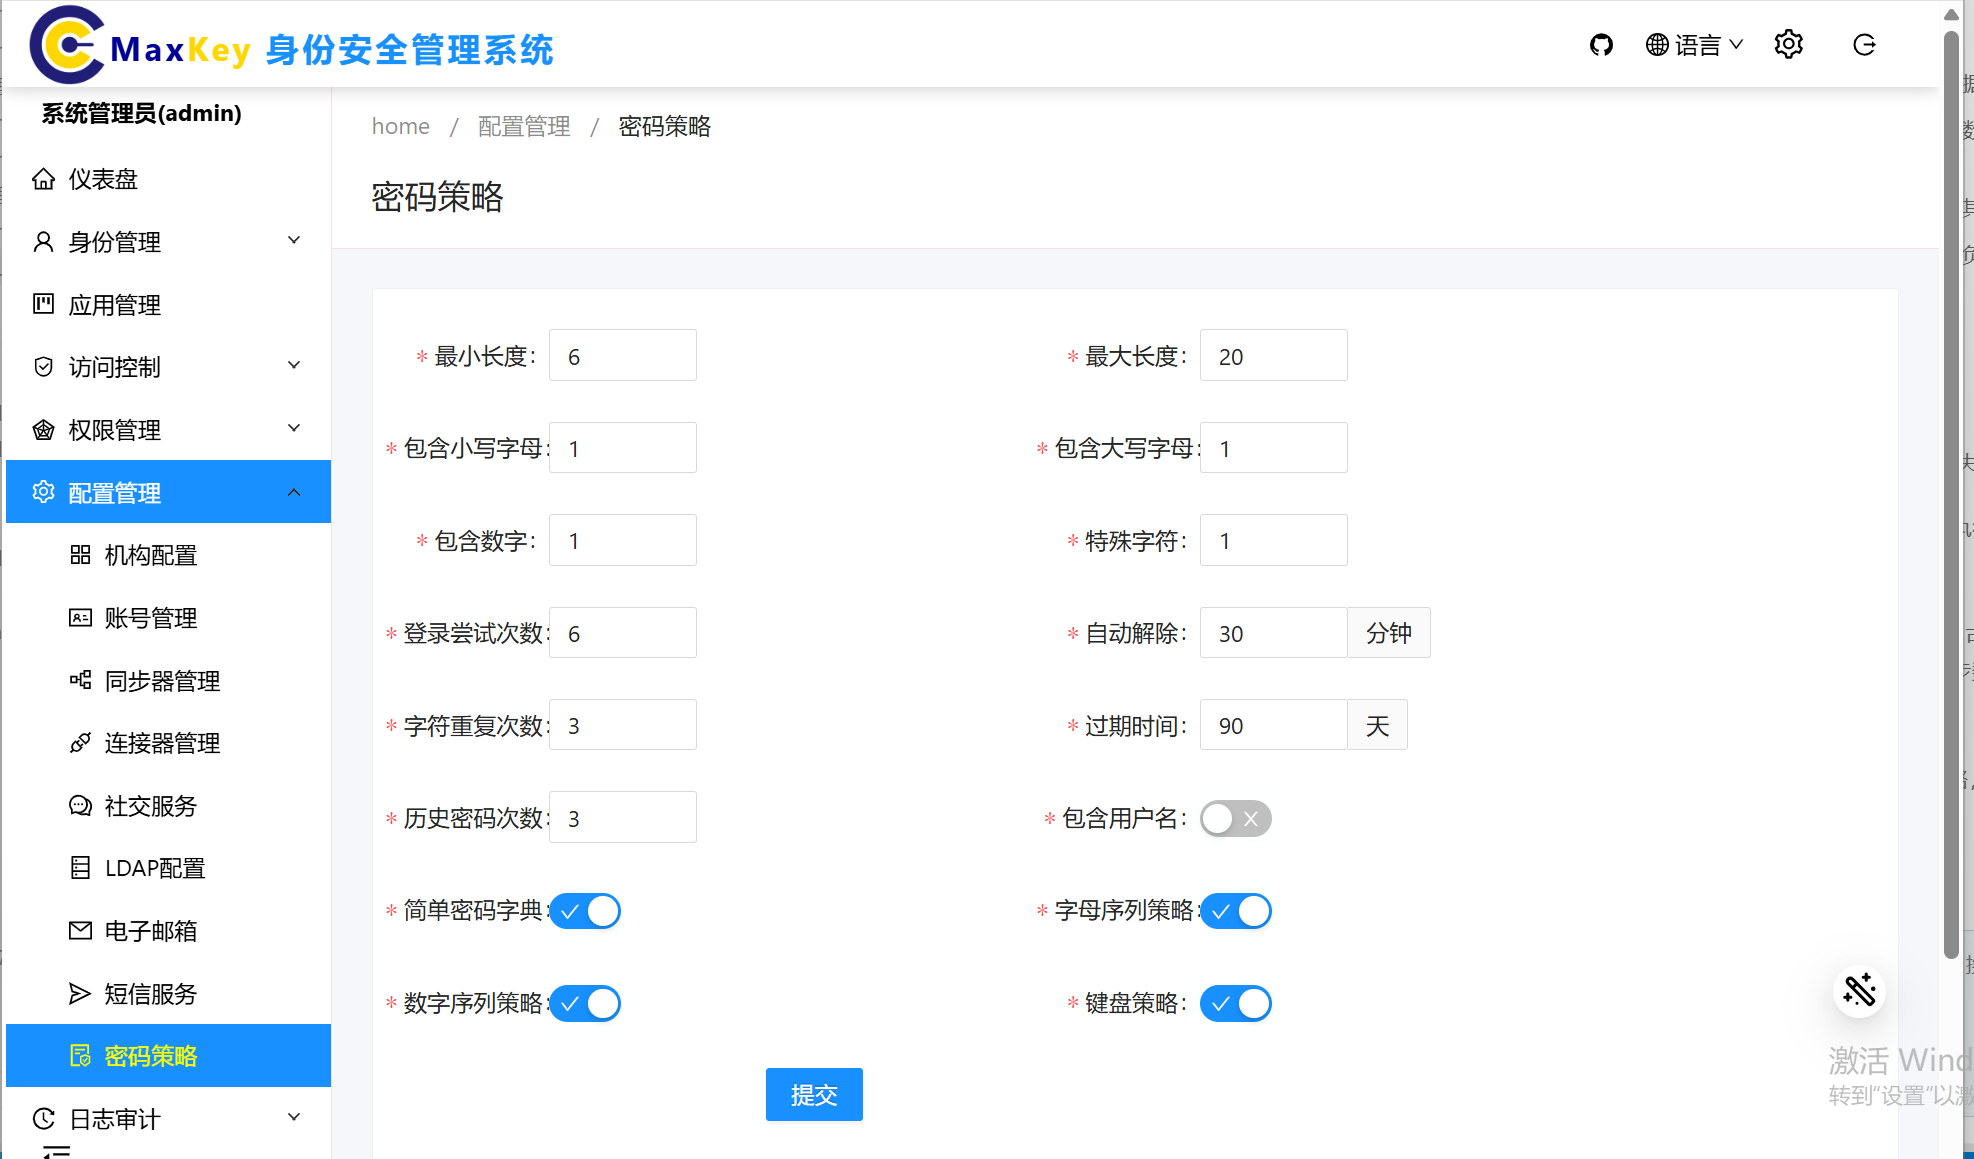 MaxKey 身份安全管理系统
语言
系统管理员(admin)
仪表盘
身份管理
应用管理
访问控制
权限管理
配置管理
机构配置
账号管理
同步器管理
连接器管理
社交服务
LDAP配置
电子邮箱
短信服务
密码策略
日志审计
home / 配置管理 / 密码策略
密码策略
* 最小长度: 6
* 最大长度: 20
* 包含小写字母: 1
* 包含大写字母: 1
* 包含数字: 1
* 特殊字符: 1
* 登录尝试次数: 6
* 自动解除: 30 分钟
* 字符重复次数: 3
* 过期时间: 90 天
* 历史密码次数: 3
* 包含用户名:
* 简单密码字典:
* 字母序列策略:
* 数字序列策略:
* 键盘策略:
提交
激活 Wind
转到"设置"以激